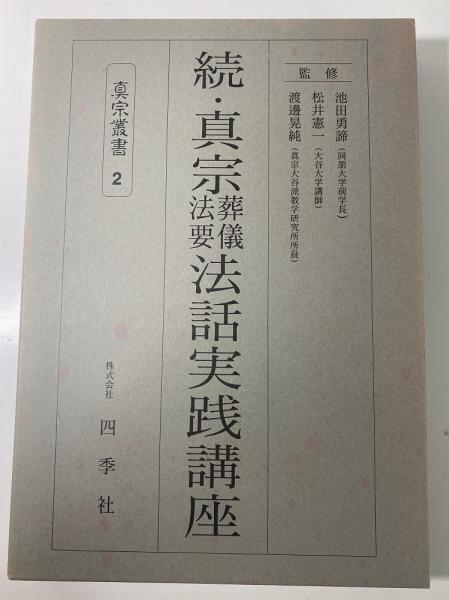 監修
池田勇諦（同朋大学前学長）
松井憲一（大谷大学講師）
渡邊晃純（真宗大谷派教学研究所所員）
続・真宗葬儀法要法話実践講座
真宗叢書
2
株式会社 四季社